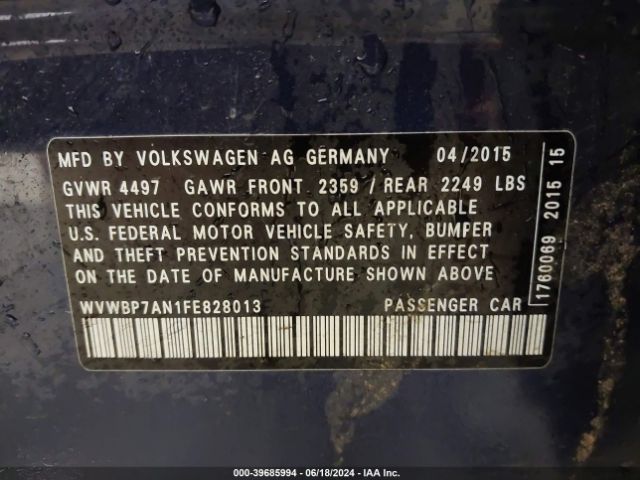 MFD BY VOLKSWAGEN AG GERMANY 04/2015
GVWR 4497 GAWR FRONT 2359 / REAR 2249 LBS
THIS VEHICLE CONFORMS TO ALL APPLICABLE
U.S. FEDERAL MOTOR VEHICLE SAFETY, BUMPER
AND THEFT PREVENTION STANDARDS IN EFFECT
ON THE DATE OF MANUFACTURE SHOWN ABOVE
WVWBP7AN1FE828013 PASSENGER CAR
1760069 2015 15
000-39685994 - 06/18/2024 - IAA Inc.